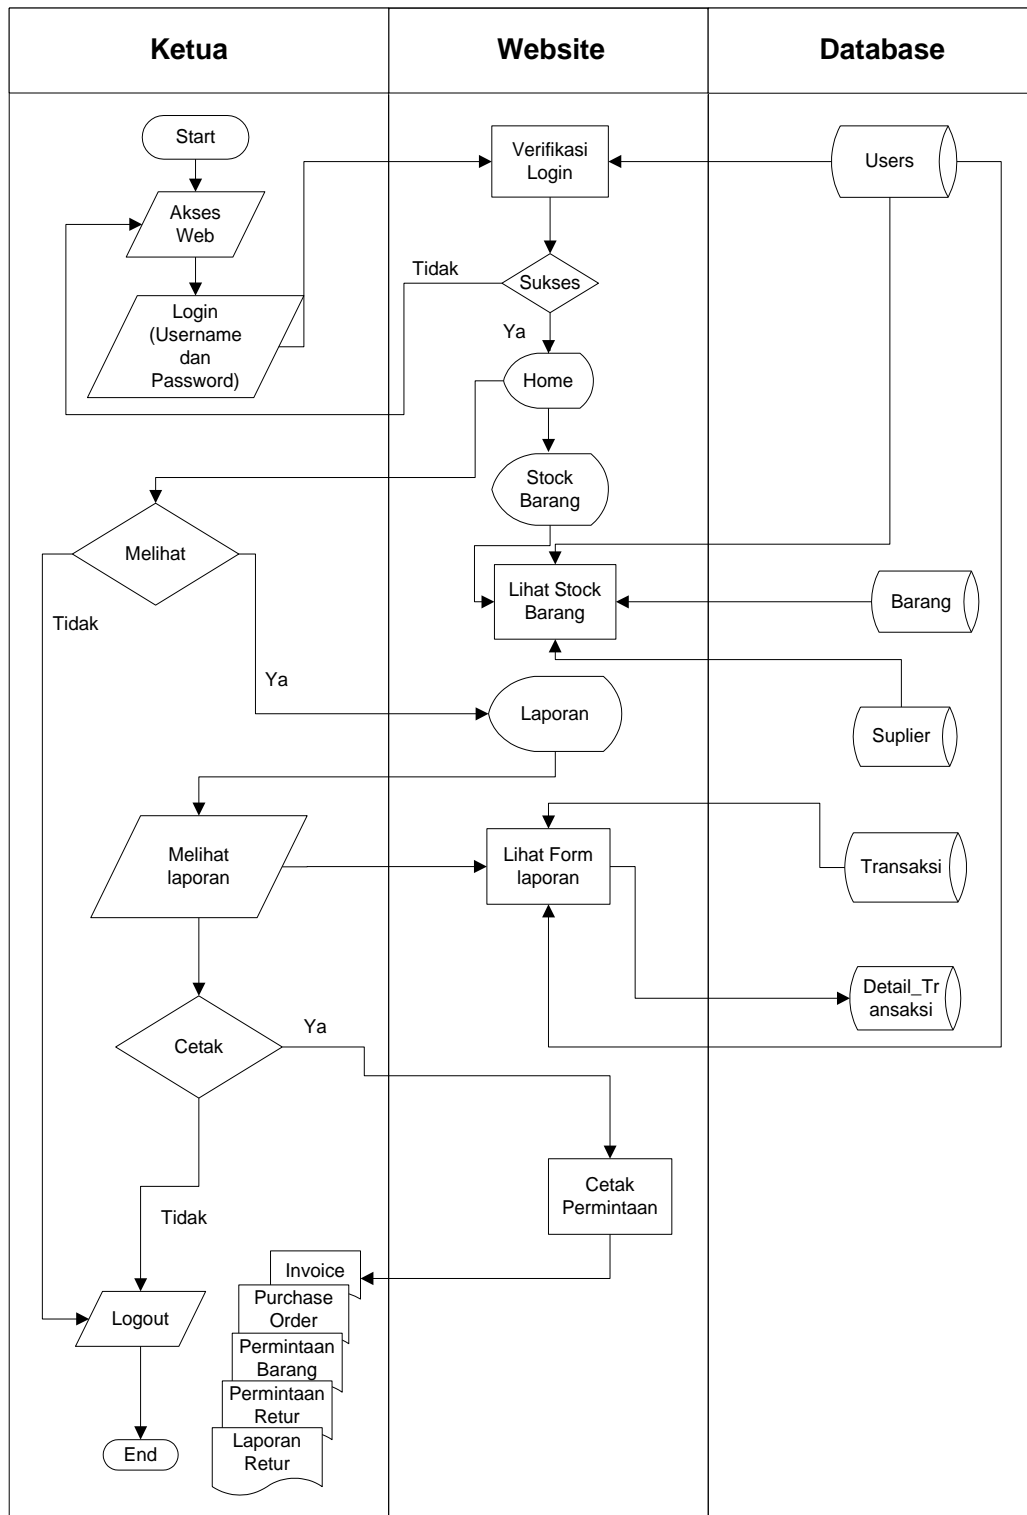 Ketua
Website
Database
Start
Verifikasi
Login
Users
Akses
Web
Tidak
Sukses
Login
(Username
dan
Password)
Ya
Home
Stock
Barang
Melihat
Lihat Stock
Barang
Barang
Tidak
Ya
Laporan
Suplier
Melihat
laporan
Lihat Form
laporan
Transaksi
Detail_Tr
ansaksi
Ya
Cetak
Cetak
Permintaan
Tidak
Invoice
Purchase
Order
Logout
Permintaan
Barang
Permintaan
Retur
Laporan
Retur
End